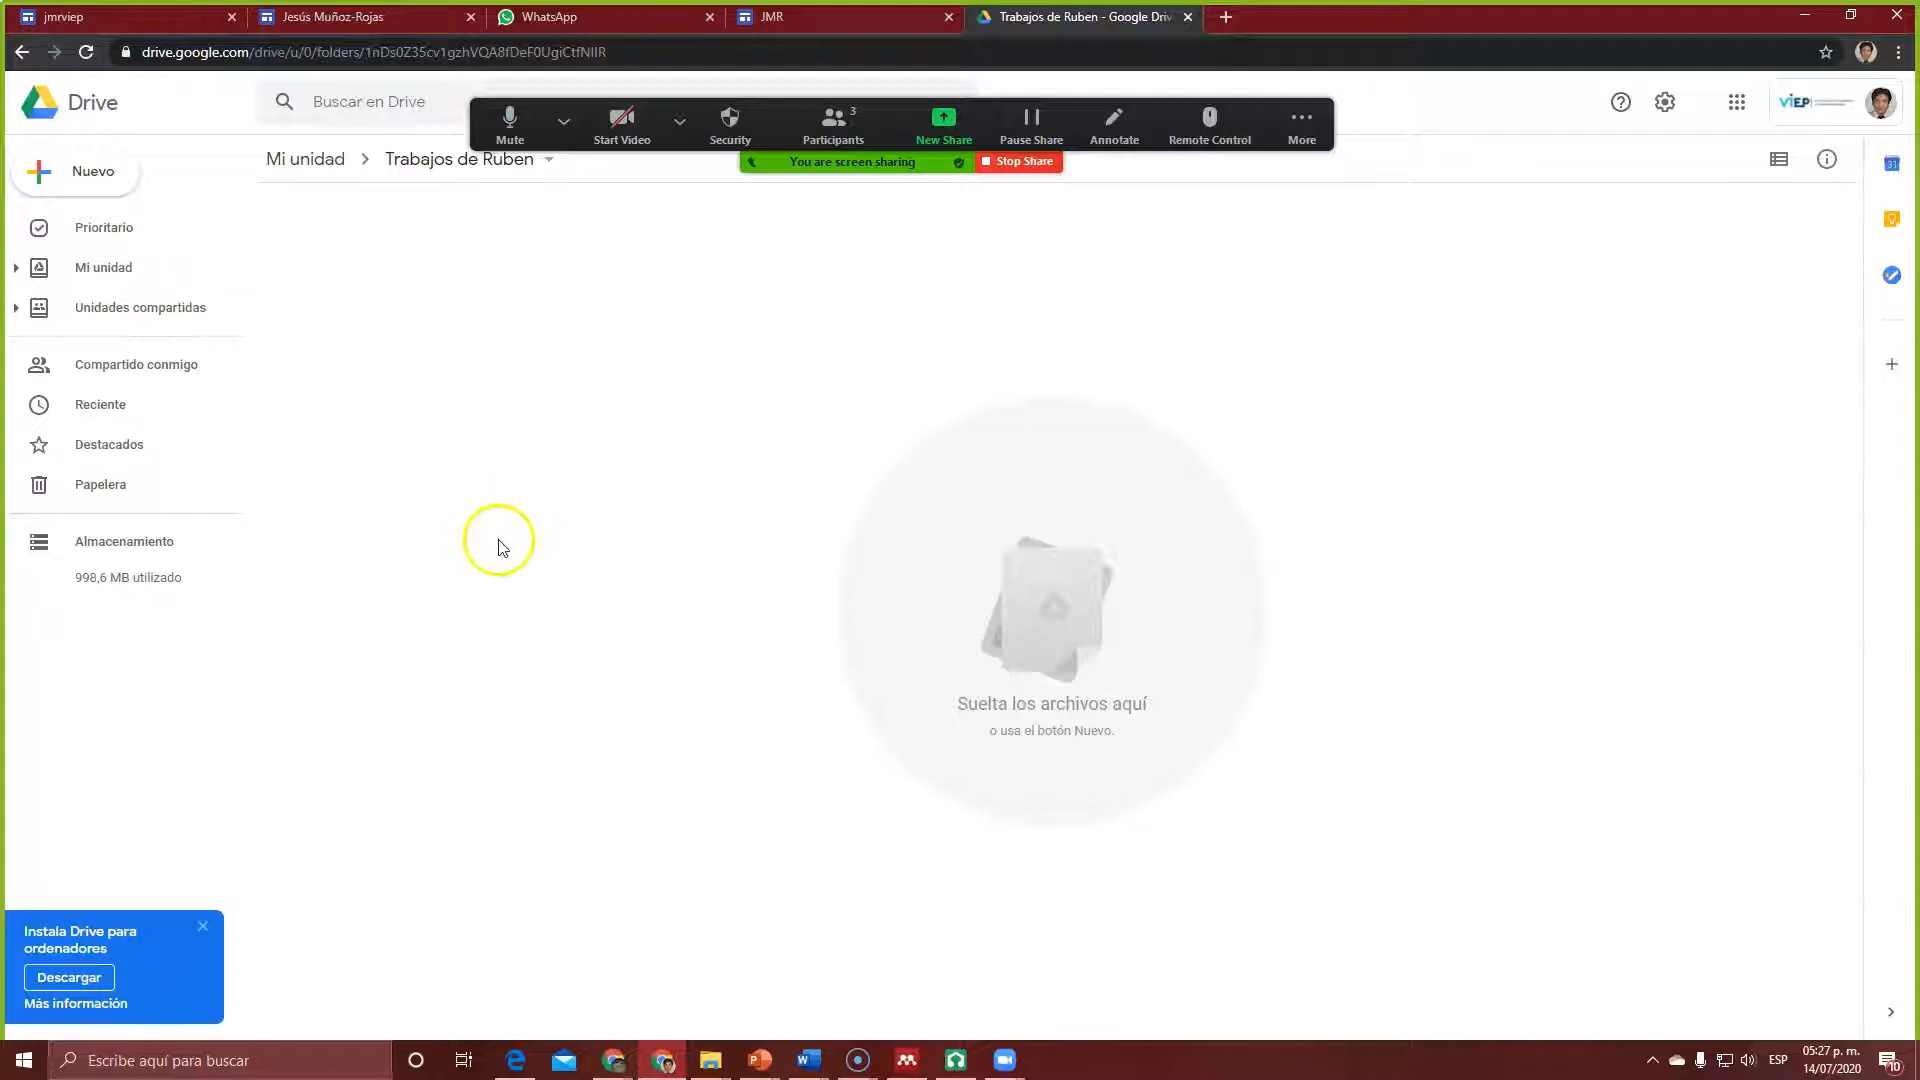 jmrviep
Jesús Muñoz-Rojas
WhatsApp
JMR
Trabajos de Ruben - Google Driv
drive.google.com/drive/u/0/folders/1nDs0Z35cv1gzhVQA8fDeF0UgiCtfNIIR
Drive
Buscar en Drive
Mute
Start Video
Security
Participants
3
New Share
Pause Share
Annotate
Remote Control
More
You are screen sharing
Stop Share
Mi unidad
Trabajos de Ruben
Nuevo
Prioritario
Mi unidad
Unidades compartidas
Compartido conmigo
Reciente
Destacados
Papelera
Almacenamiento
998,6 MB utilizado
Suelta los archivos aquí
o usa el botón Nuevo.
Instala Drive para
ordenadores
Descargar
Más información
VIEP
31
Escribe aquí para buscar
ESP
05:27 p. m.
14/07/2020
10